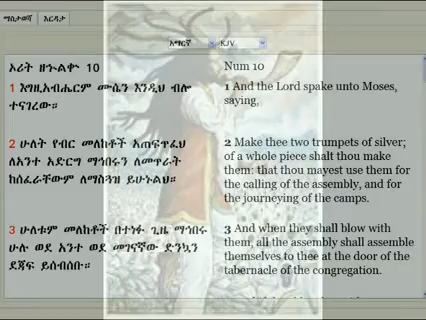 ማስታወሻ እርዳታ
አማርኛ KJV
ኦሪት ዘኍልቍ 10
1 እግዚአብሔርም ሙሴን እንዲህ ብሎ
ተናገረው።
2 ሁለት የብር መለከቶች አጠፍጥፈህ
ለአንተ አድርግ ማኅበሩን ለመጥራት
ከሰፈራቸውም ለማስጓዝ ይሁኑልህ።
3 ሁለቱም መለከቶች በተነፉ ጊዜ ማኅበሩ
ሁሉ ወደ አንተ ወደ መገናኛው ድንኳን
ደጃፍ ይሰብሰቡ።
Num 10
1 And the Lord spake unto Moses,
saying,
2 Make thee two trumpets of silver;
of a whole piece shalt thou make
them: that thou mayest use them for
the calling of the assembly, and for
the journeying of the camps.
3 And when they shall blow with
them, all the assembly shall assemble
themselves to thee at the door of the
tabernacle of the congregation.